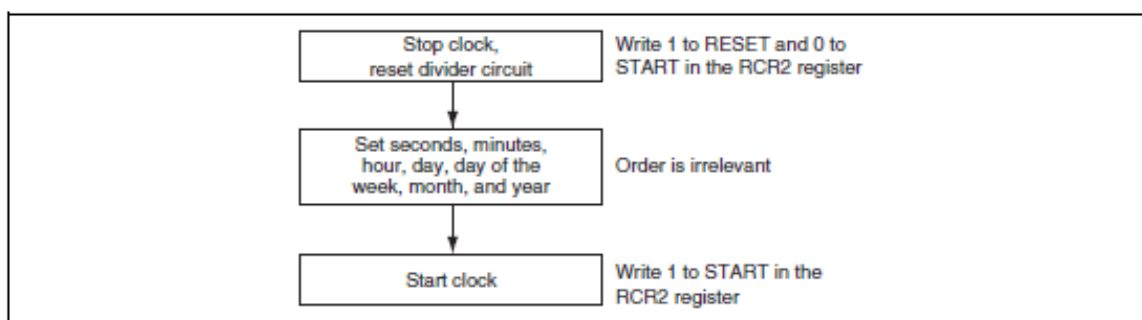 Stop clock,
reset divider circuit
Write 1 to RESET and 0 to
START in the RCR2 register
Set seconds, minutes,
hour, day, day of the
week, month, and year
Order is irrelevant
Start clock
Write 1 to START in the
RCR2 register